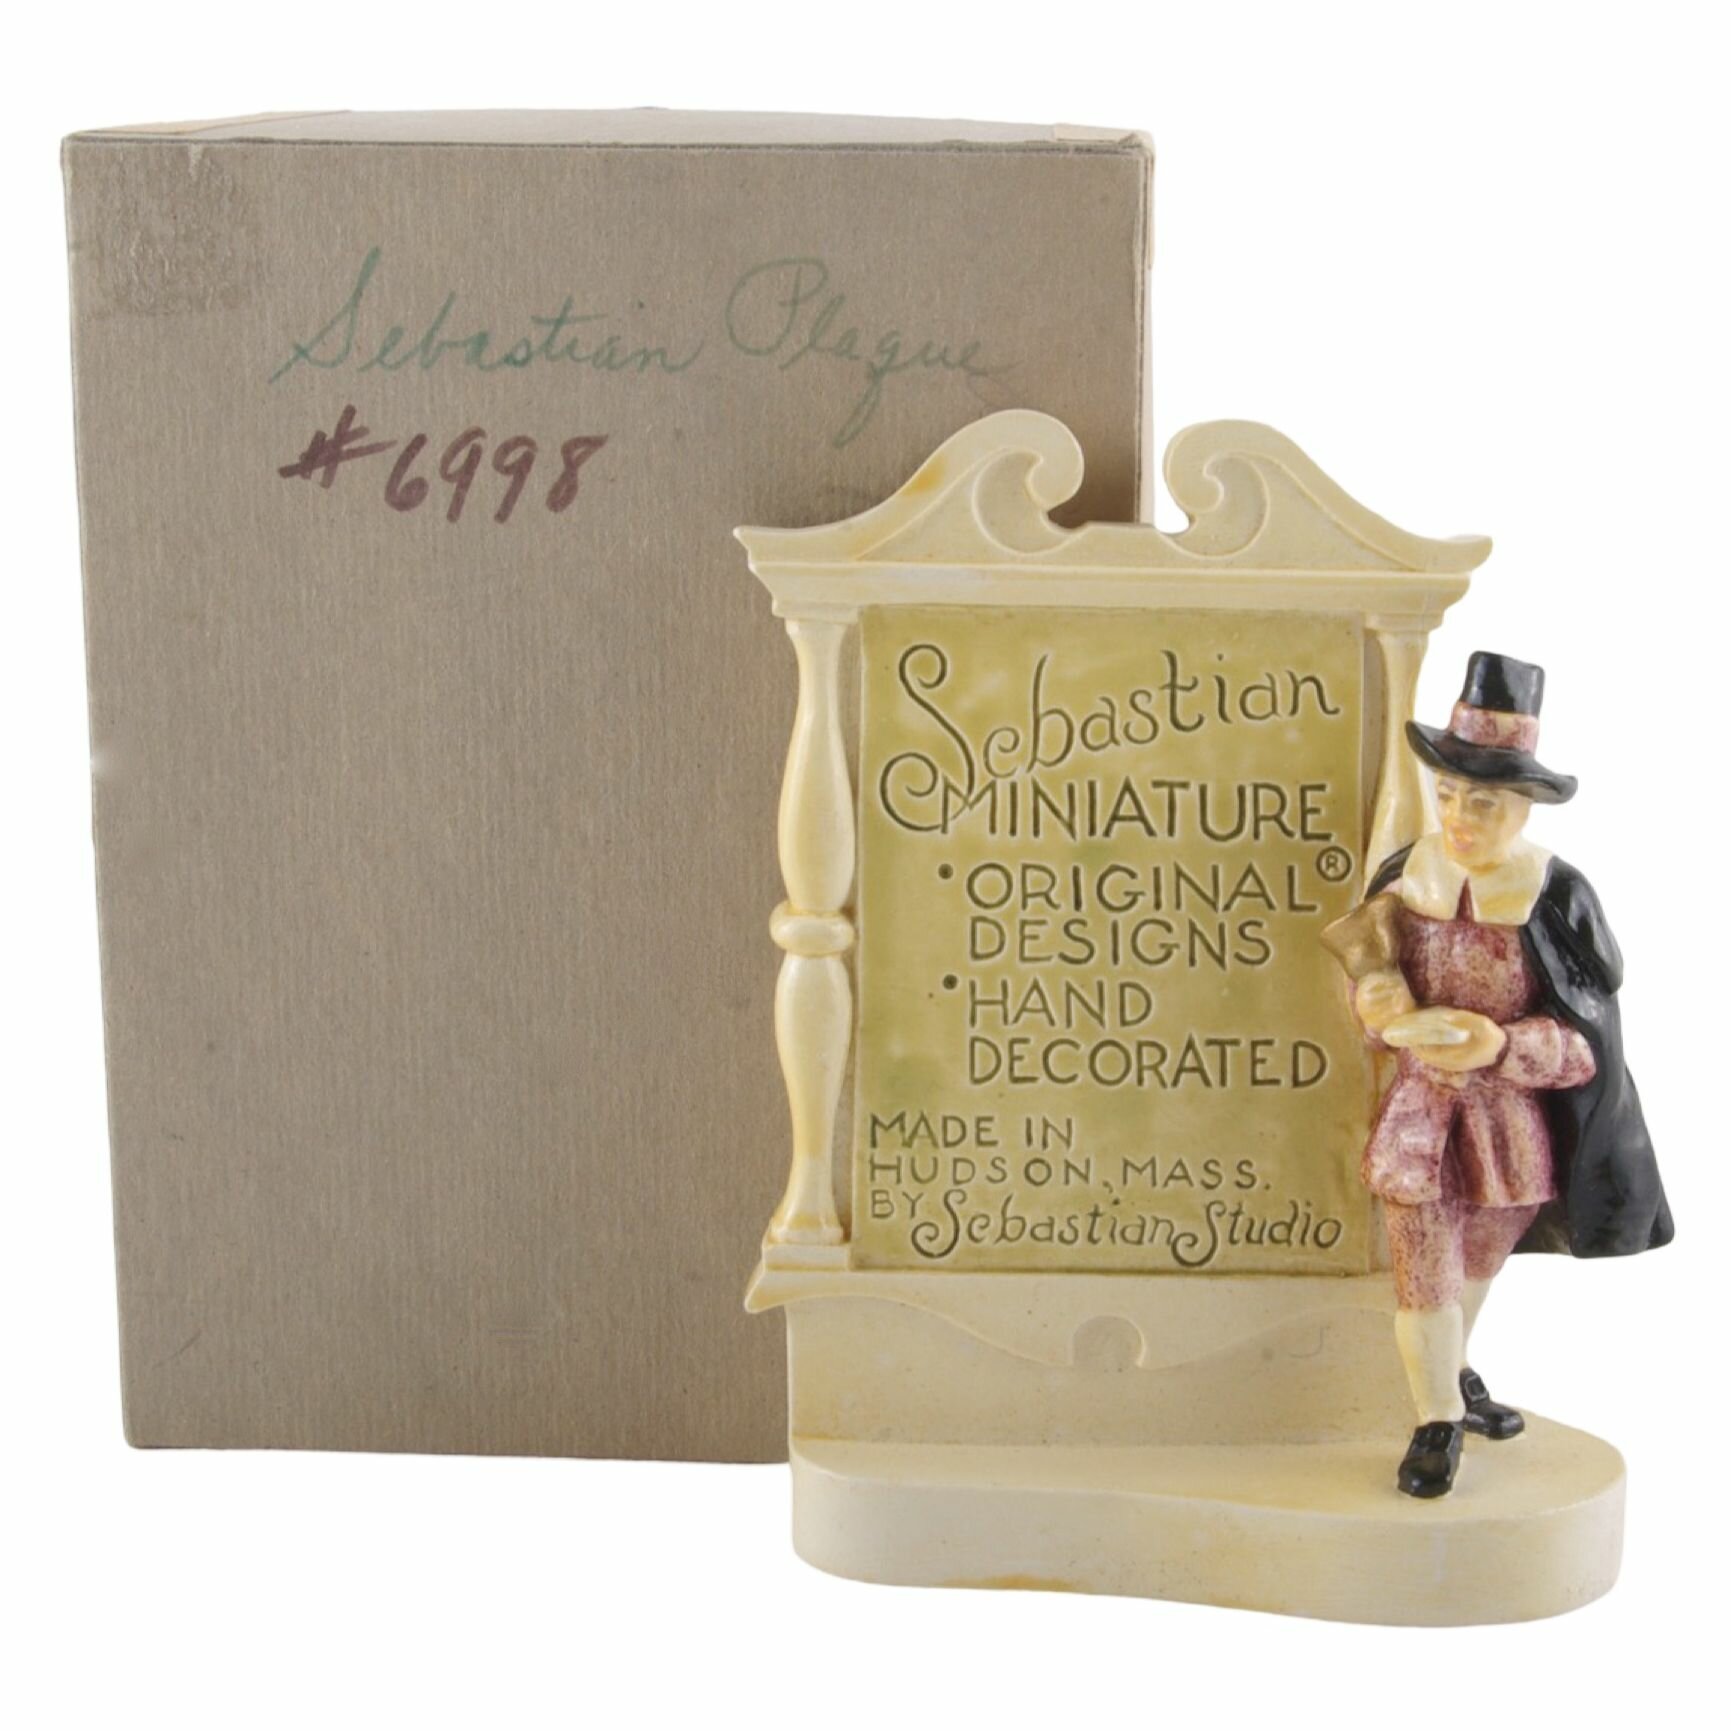 Sebastian Plaque
#6998
Sebastian
MINIATURE
•ORIGINAL®
DESIGNS
•HAND
DECORATED
MADE IN
HUDSON, MASS.
BY Sebastian Studio